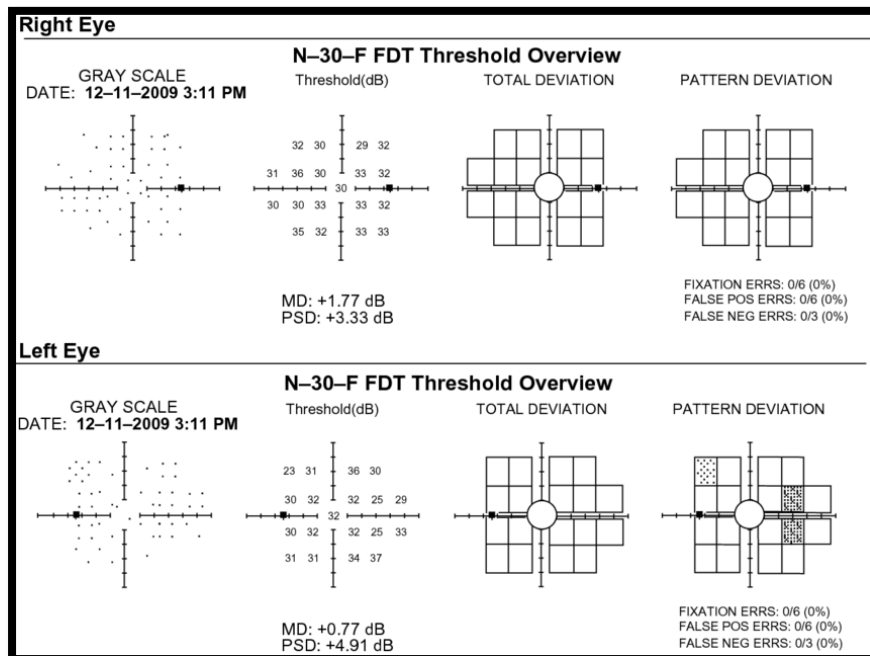 Right Eye
N–30–F FDT Threshold Overview
GRAY SCALE
DATE: 12–11–2009 3:11 PM
Threshold(dB)
TOTAL DEVIATION
PATTERN DEVIATION
32 30 29 32
31 36 30 33 32
30
30 30 33 33 32
35 32 33 33
MD: +1.77 dB
PSD: +3.33 dB
FIXATION ERRS: 0/6 (0%)
FALSE POS ERRS: 0/6 (0%)
FALSE NEG ERRS: 0/3 (0%)
Left Eye
N–30–F FDT Threshold Overview
GRAY SCALE
DATE: 12–11–2009 3:11 PM
Threshold(dB)
TOTAL DEVIATION
PATTERN DEVIATION
23 31 36 30
30 32 32 25 29
32
30 32 32 25 33
31 31 34 37
MD: +0.77 dB
PSD: +4.91 dB
FIXATION ERRS: 0/6 (0%)
FALSE POS ERRS: 0/6 (0%)
FALSE NEG ERRS: 0/3 (0%)